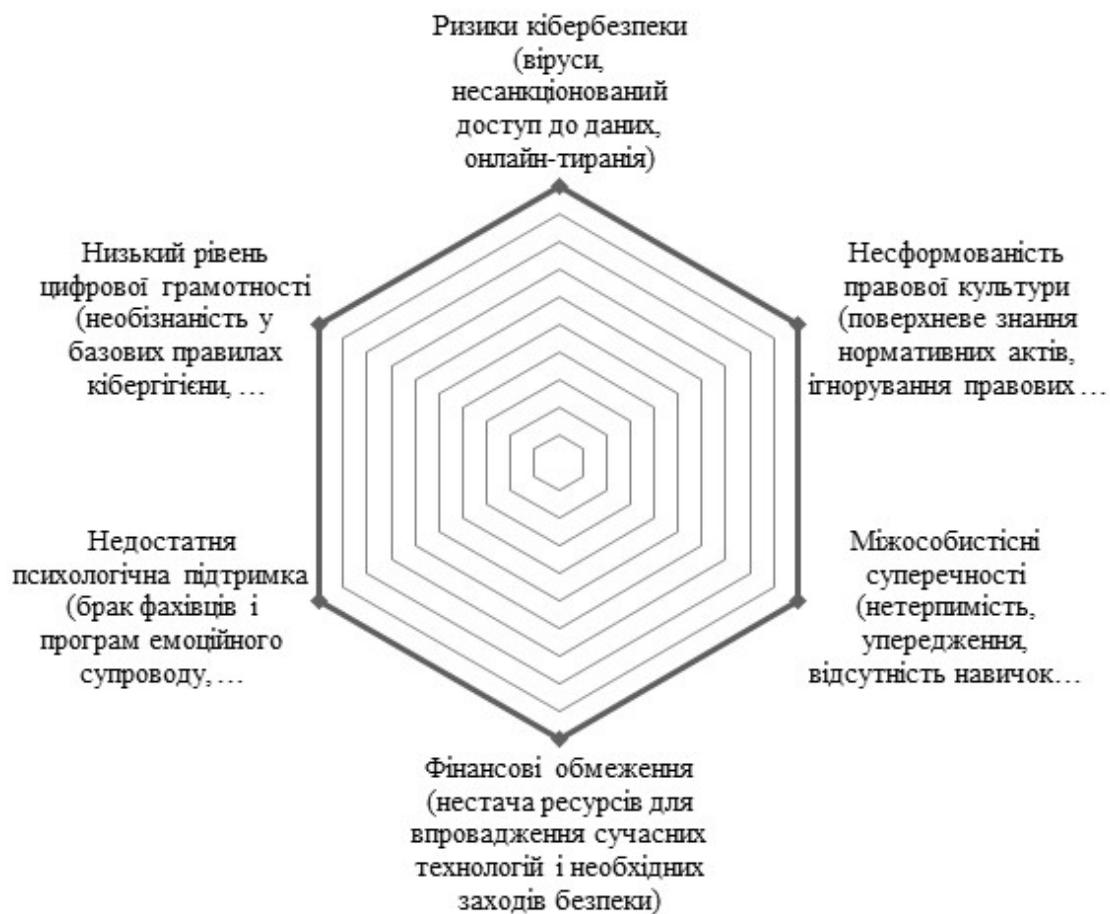 Ризики кібербезпеки
(віруси,
несанкціонований
доступ до даних,
онлайн-тиранія)
Низький рівень
цифрової грамотності
(необізнаність у
базових правилах
кібергігієни, …
Несформованість
правової культури
(поверхневе знання
нормативних актів,
ігнорування правових …
Недостатня
психологічна підтримка
(брак фахівців і
програм емоційного
супроводу, …
Міжособистісні
суперечності
(нетерпимість,
упередження,
відсутність навичок…
Фінансові обмеження
(нестача ресурсів для
впровадження сучасних
технологій і необхідних
заходів безпеки)